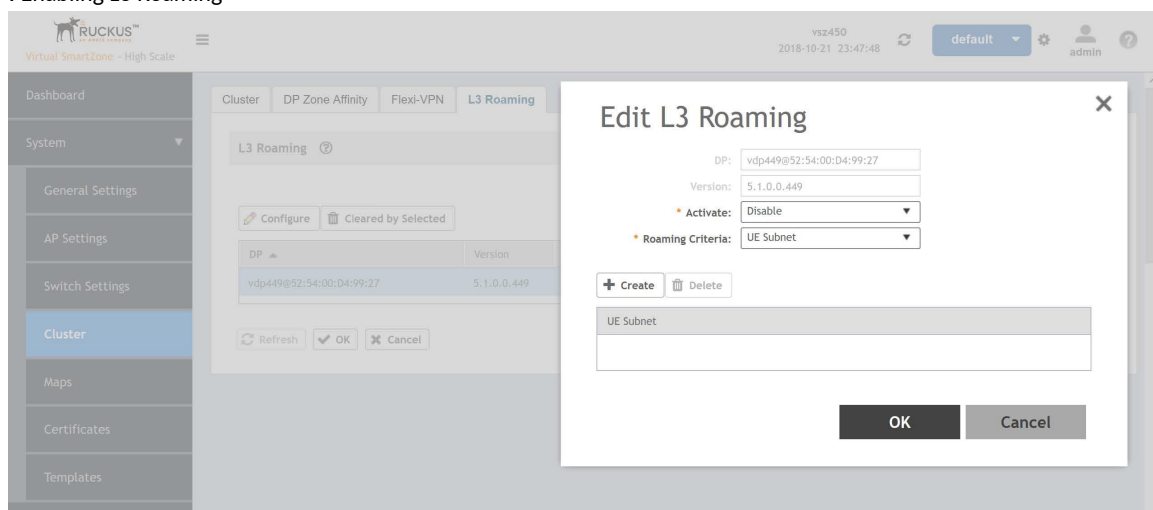 Enabling L3 Roaming
RUCKUS™
Virtual SmartZone - High Scale
vsz450
2018-10-21 23:47:48
default
admin
Dashboard
System
General Settings
AP Settings
Switch Settings
Cluster
Maps
Certificates
Templates
Cluster DP Zone Affinity Flexi-VPN L3 Roaming
L3 Roaming
Configure Cleared by Selected
DP Version
vdp449@52:54:00:D4:99:27 5.1.0.0.449
Refresh OK Cancel
Edit L3 Roaming
DP: vdp449@52:54:00:D4:99:27
Version: 5.1.0.0.449
* Activate: Disable
* Roaming Criteria: UE Subnet
Create Delete
UE Subnet
OK Cancel